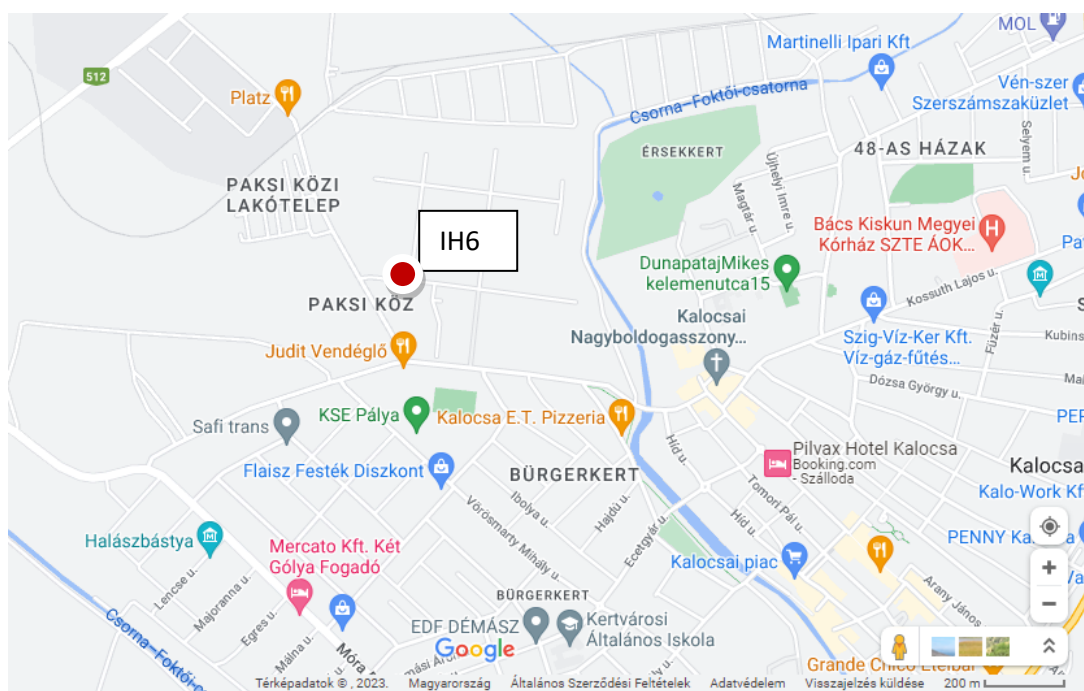 MOL
Martinelli Ipari Kft
512
Platz
Vén-szer
Szerszámszaküzlet
Csorna–Foktői-csatorna
Selyem u.
ÉRSEKKERT
48-AS HÁZAK
Újhelyi Imre u.
Magtár u.
PAKSI KÖZI
LAKÓTELEP
Bács Kiskun Megyei
Kórház SZTE ÁOK...
IH6
DunapatajMikes
kelemenutca15
Kossuth Lajos u.
PAKSI KÖZ
Kalocsai
Nagyboldogasszony...
Szig-Víz-Ker Kft.
Víz-gáz-fűtés...
Füzér u.
Judit Vendéglő
Dózsa György u.
KSE Pálya
Kalocsa E.T. Pizzeria
Safi trans
Híd u.
Pilvax Hotel Kalocsa
Booking.com
- Szálloda
Flaisz Festék Diszkont
BÜRGERKERT
Kalocsa
Kalo-Work Kf
Tomori Pál u.
Ibolya u.
Hajdú u.
Vörösmarty Mihály u.
Ecetgyár u.
Híd u.
Halászbástya
Mercato Kft. Két
Gólya Fogadó
Kalocsai piac
PENNY Ka
Lencse u.
Majoranna u.
Egres u.
Málna u.
Arany János
BÜRGERKERT
EDF DÉMÁSZ
Kertvárosi
Általános Iskola
Csorna–Foktői-
Móra
Google
Grande Chico Étel
Térképadatok © , 2023. Magyarország Általános Szerződési Feltételek Adatvédelem Visszajelzés küldése 200 m